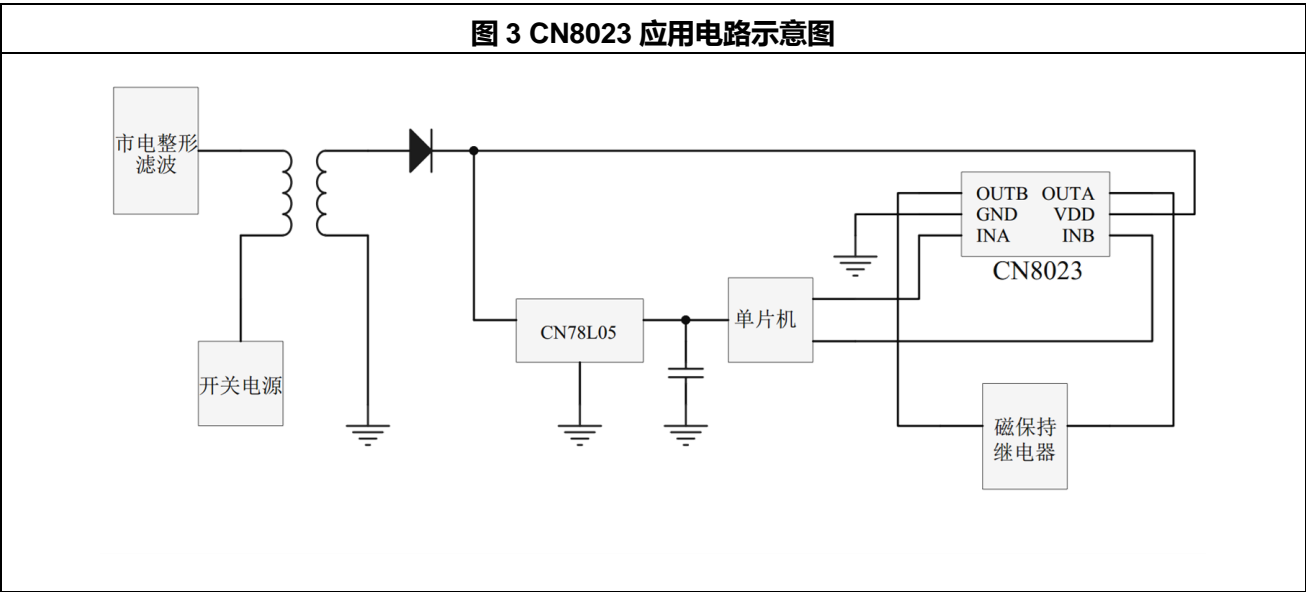 图 3 CN8023 应用电路示意图
市电整形
滤波
OUTB OUTA
GND VDD
INA INB
CN8023
单片机
CN78L05
开关电源
磁保持
继电器